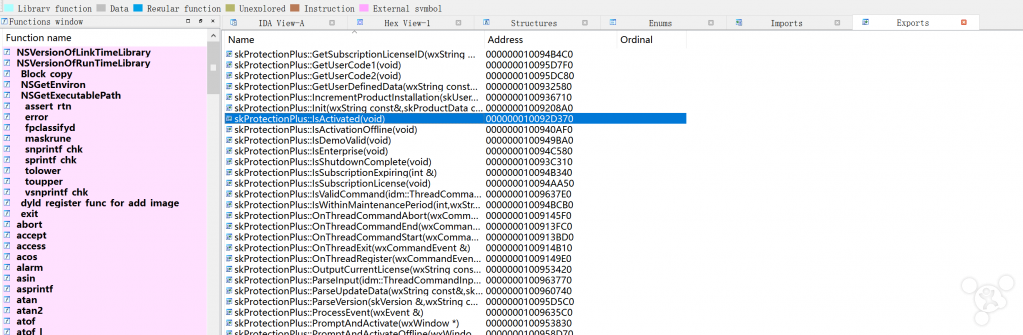 Library function Data Regular function Unexplored Instruction External symbol
Functions window IDA View-A Hex View-1 Structures Enums Imports Exports
Function name
NSVersionOfLinkTimeLibrary
NSVersionOfRunTimeLibrary
Block copy
NSGetEnviron
NSGetExecutablePath
assert rtn
error
fpclassifyd
maskrune
snprintf chk
sprintf chk
tolower
toupper
vsnprintf chk
dyld register func for add image
exit
abort
accept
access
acos
alarm
asin
asprintf
atan
atan2
atof
atof l
Name Address Ordinal
skProtectionPlus::GetSubscriptionLicenseID(wxString ... 000000010094B4C0
skProtectionPlus::GetUserCode1(void) 000000010095D7F0
skProtectionPlus::GetUserCode2(void) 000000010095DC80
skProtectionPlus::GetUserDefinedData(wxString const... 0000000100932580
skProtectionPlus::IncrementProductInstallation(skUser... 0000000100936710
skProtectionPlus::Init(wxString const&,skProductData c... 00000001009208A0
skProtectionPlus::IsActivated(void) 000000010092D370
skProtectionPlus::IsActivationOffline(void) 0000000100940AF0
skProtectionPlus::IsDemoValid(void) 0000000100949BA0
skProtectionPlus::IsEnterprise(void) 000000010094C580
skProtectionPlus::IsShutdownComplete(void) 000000010093C310
skProtectionPlus::IsSubscriptionExpiring(int &) 000000010094B340
skProtectionPlus::IsSubscriptionLicense(void) 000000010094AA50
skProtectionPlus::IsValidCommand(idm::ThreadComma... 00000001009637E0
skProtectionPlus::IsWithinMaintenancePeriod(int,wxStr... 000000010094BCB0
skProtectionPlus::OnThreadCommandAbort(wxComm... 00000001009145F0
skProtectionPlus::OnThreadCommandEnd(wxComman... 0000000100913FC0
skProtectionPlus::OnThreadCommandStart(wxComma... 0000000100913BD0
skProtectionPlus::OnThreadExit(wxCommandEvent &) 0000000100914B10
skProtectionPlus::OnThreadRegister(wxCommandEven... 00000001009149E0
skProtectionPlus::OutputCurrentLicense(wxString cons... 0000000100953420
skProtectionPlus::ParseInput(idm::ThreadCommandInp... 0000000100963770
skProtectionPlus::ParseUpdateData(wxString const&,sk... 0000000100960740
skProtectionPlus::ParseVersion(skVersion &,wxString c... 000000010095D5C0
skProtectionPlus::ProcessEvent(wxEvent &) 00000001009635C0
skProtectionPlus::PromptAndActivate(wxWindow *) 0000000100953830
skProtectionPlus::PromptAndActivateOffline(wxWindo... 0000000100958D70